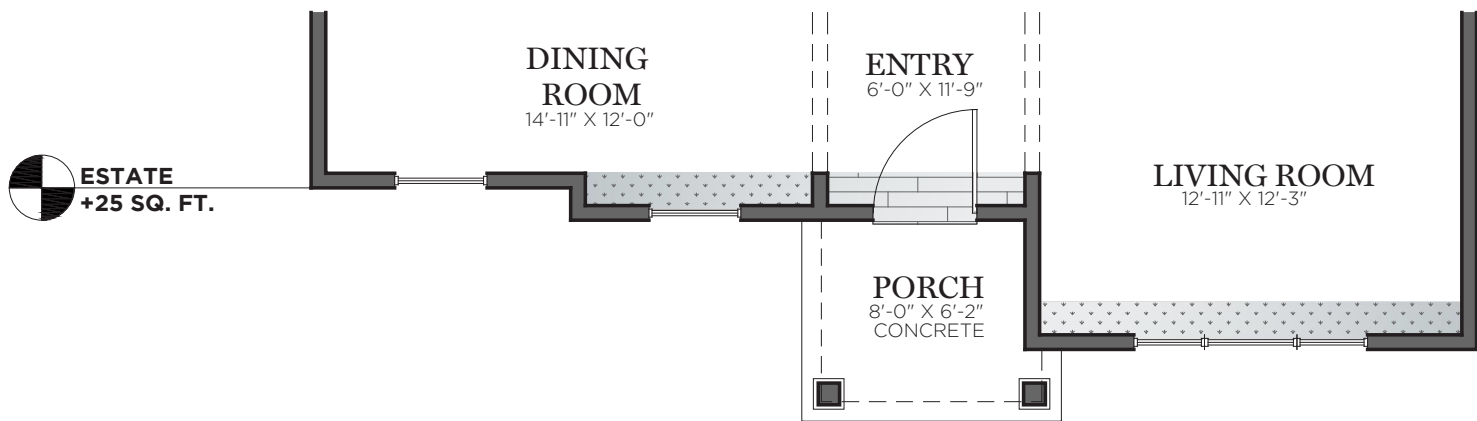 DINING
ROOM
14'-11" X 12'-0"
ENTRY
6'-0" X 11'-9"
ESTATE
+25 SQ. FT.
LIVING ROOM
12'-11" X 12'-3"
PORCH
8'-0" X 6'-2"
CONCRETE